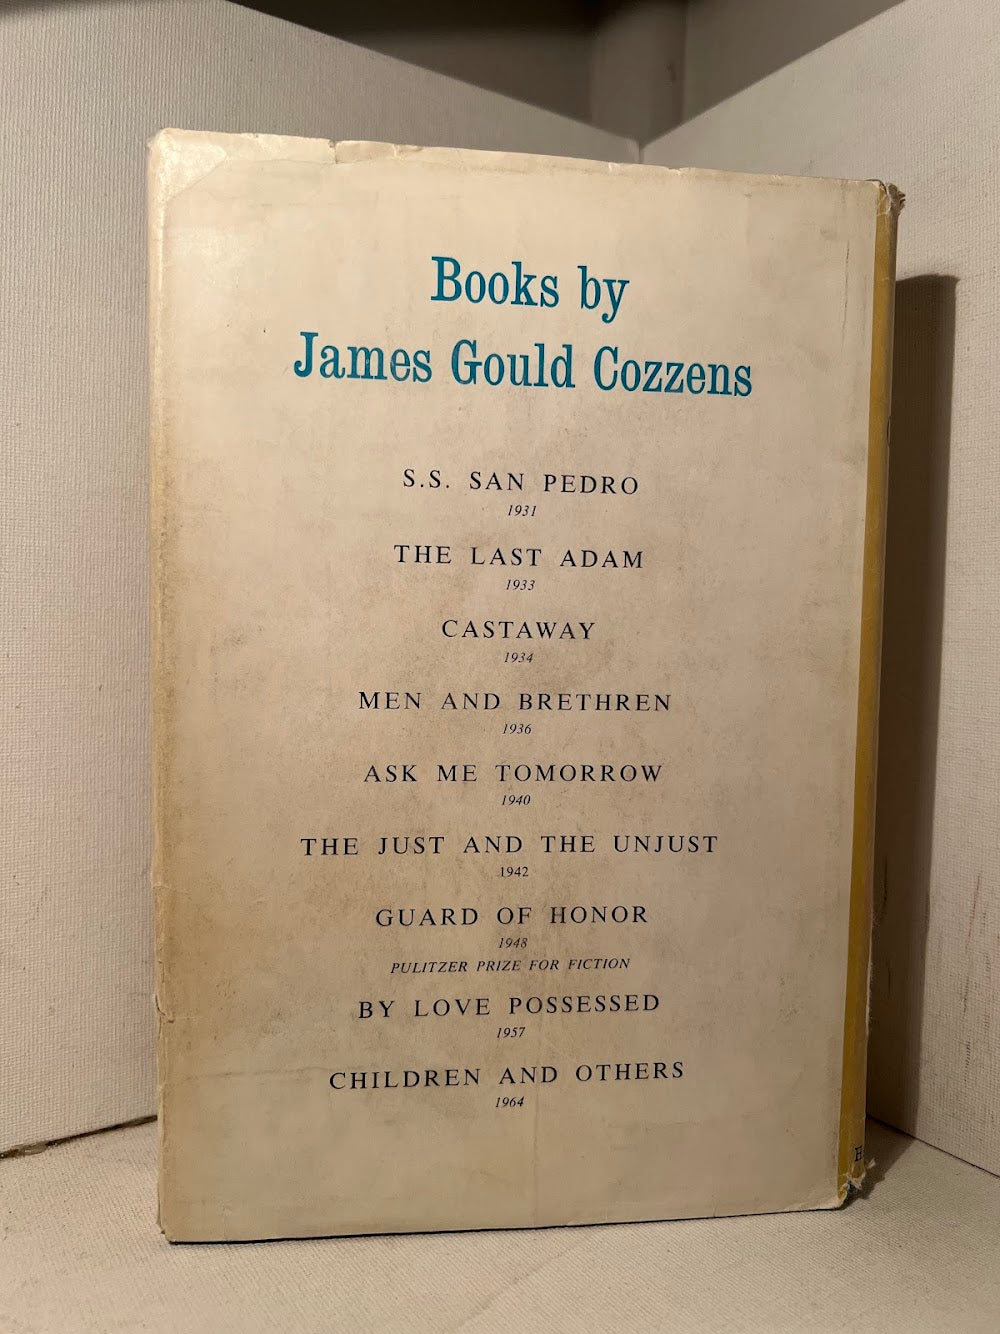 Books by
James Gould Cozzens
S.S. SAN PEDRO
1931
THE LAST ADAM
1933
CASTAWAY
1934
MEN AND BRETHREN
1936
ASK ME TOMORROW
1940
THE JUST AND THE UNJUST
1942
GUARD OF HONOR
1948
PULITZER PRIZE FOR FICTION
BY LOVE POSSESSED
1957
CHILDREN AND OTHERS
1964